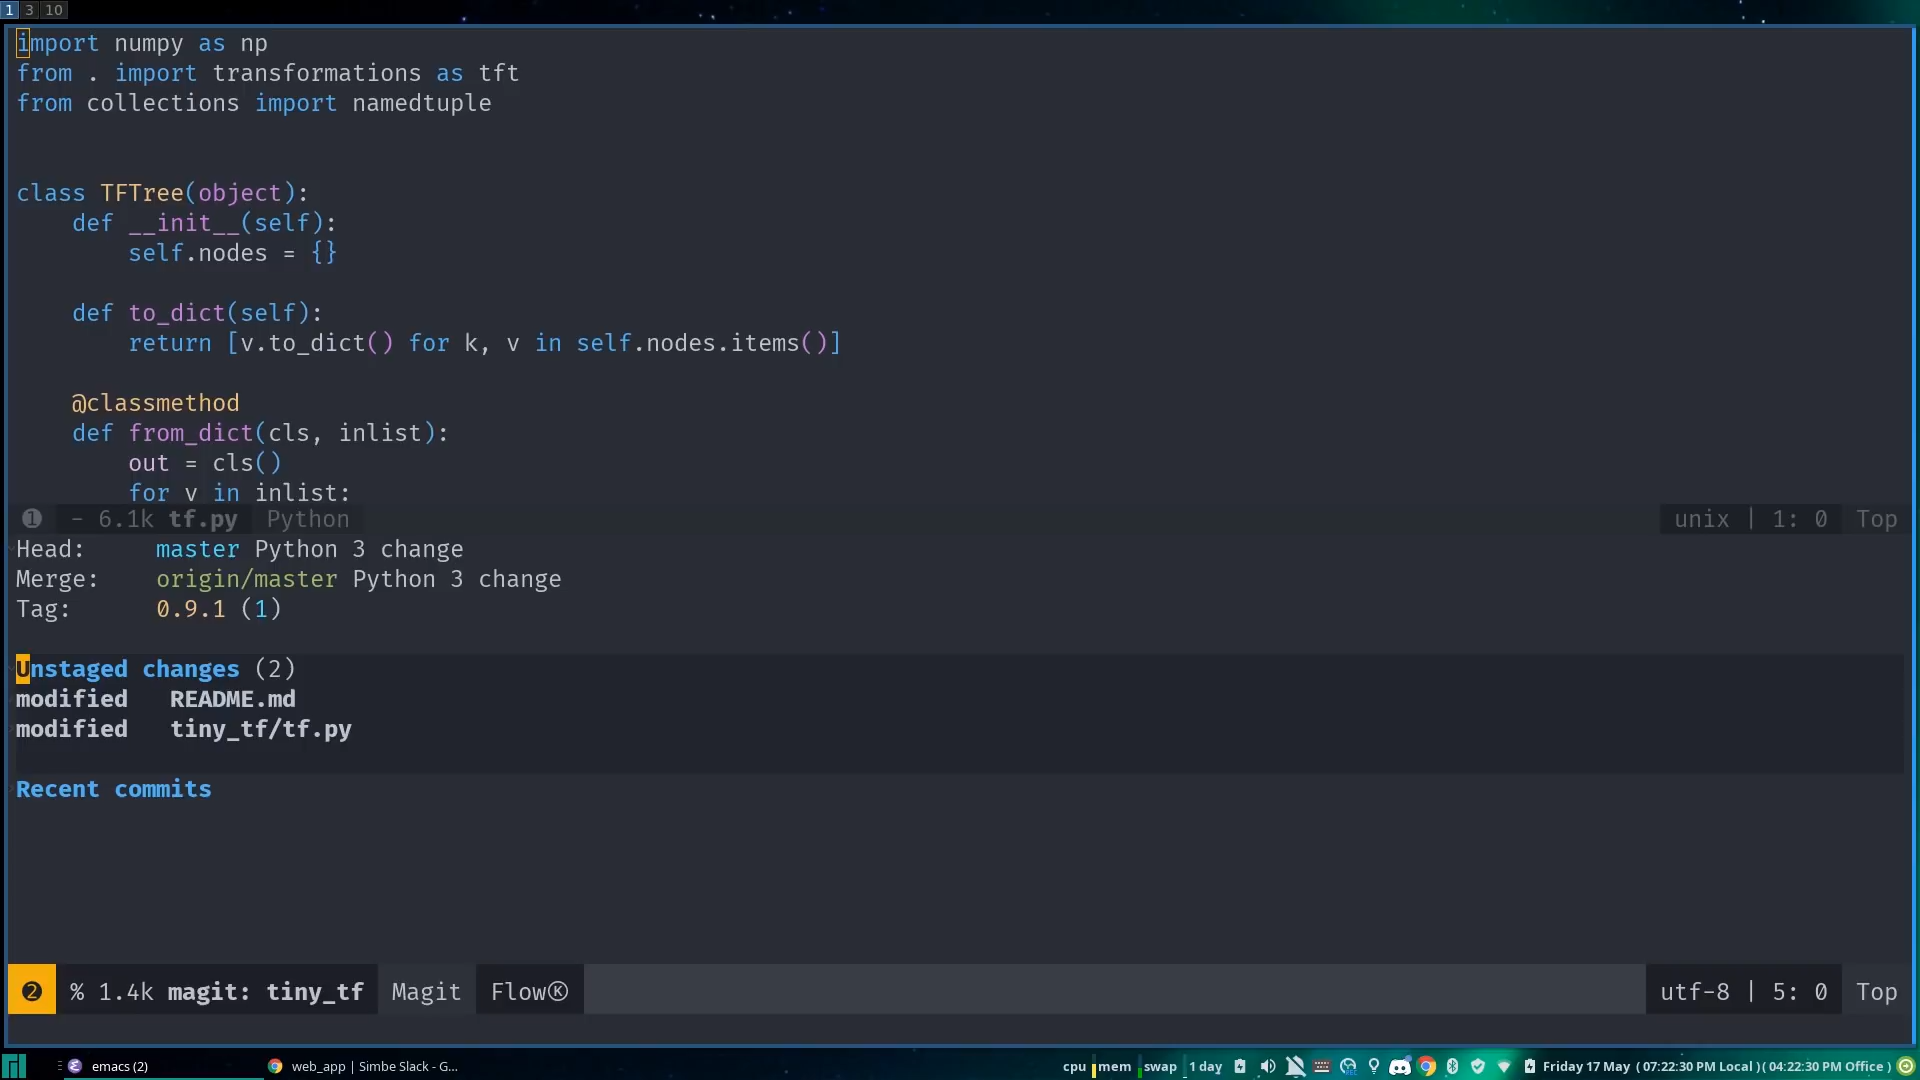 1 3 10
import numpy as np
from . import transformations as tft
from collections import namedtuple
class TFTree(object):
    def __init__(self):
        self.nodes = {}
    def to_dict(self):
        return [v.to_dict() for k, v in self.nodes.items()]
    @classmethod
    def from_dict(cls, inlist):
        out = cls()
        for v in inlist:
❶ - 6.1k tf.py Python unix | 1: 0 Top
Head: master Python 3 change
Merge: origin/master Python 3 change
Tag: 0.9.1 (1)
Unstaged changes (2)
modified README.md
modified tiny_tf/tf.py
Recent commits
❷ % 1.4k magit: tiny_tf Magit FlowⓀ utf-8 | 5: 0 Top
emacs (2) web_app | Simbe Slack - G... cpu mem swap 1 day Friday 17 May ( 07:22:30 PM Local )( 04:22:30 PM Office )